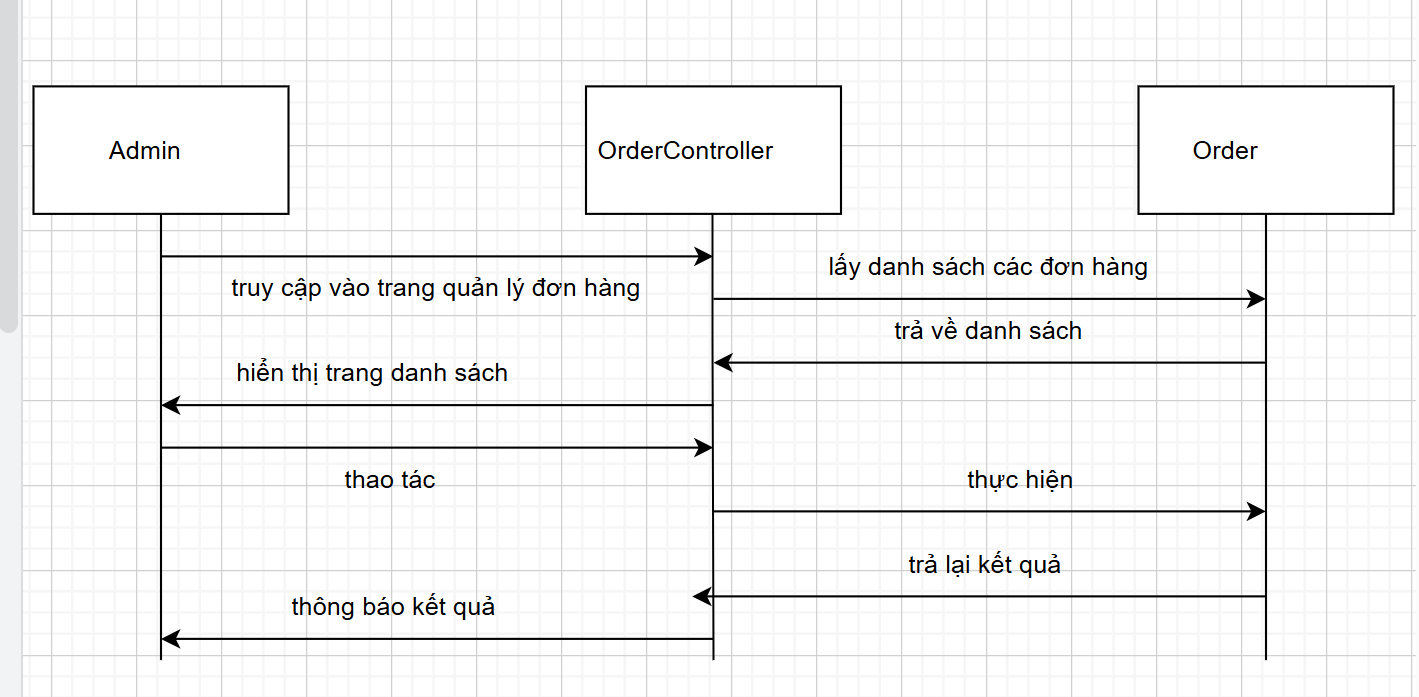 Admin
OrderController
Order
truy cập vào trang quản lý đơn hàng
lấy danh sách các đơn hàng
trả về danh sách
hiển thị trang danh sách
thao tác
thực hiện
trả lại kết quả
thông báo kết quả